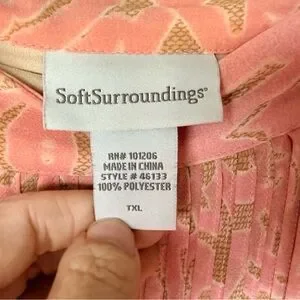 SoftSurroundings®
RN# 101206
MADE IN CHINA
STYLE # 46133
100% POLYESTER
TXL